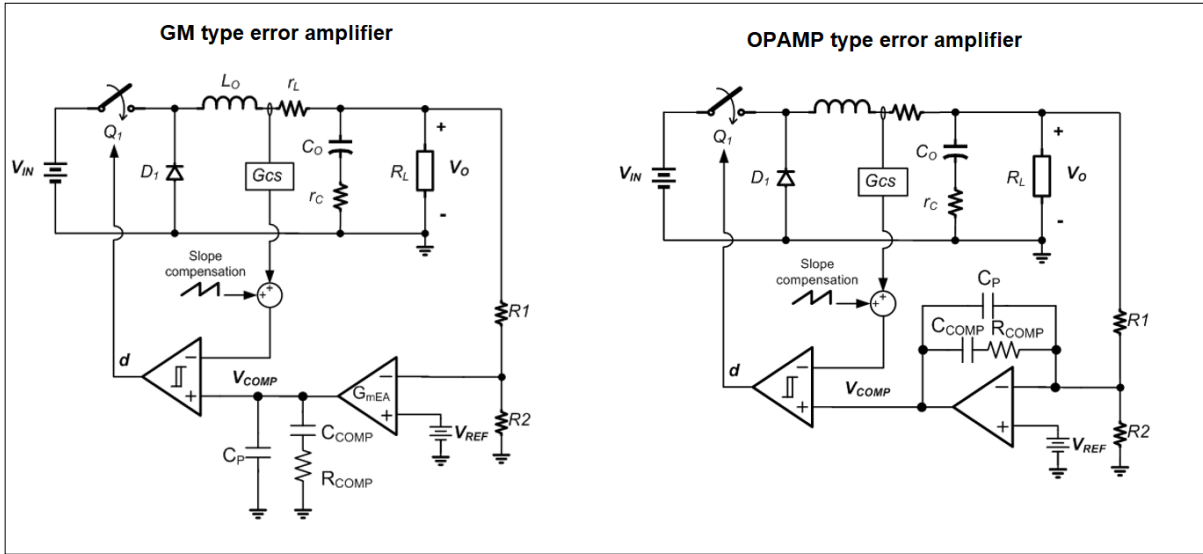 GM type error amplifier
OPAMP type error amplifier
LO
rL
Q1
VIN
D1
Gcs
CO
rC
RL
+
VO
-
Slope
compensation
+
+
R1
d
-
+
VCOMP
GmEA
-
+
R2
VREF
CCOMP
CP
RCOMP
Q1
VIN
D1
Gcs
CO
rC
RL
+
VO
-
Slope
compensation
+
+
CP
CCOMP RCOMP
R1
d
-
+
VCOMP
-
+
R2
VREF